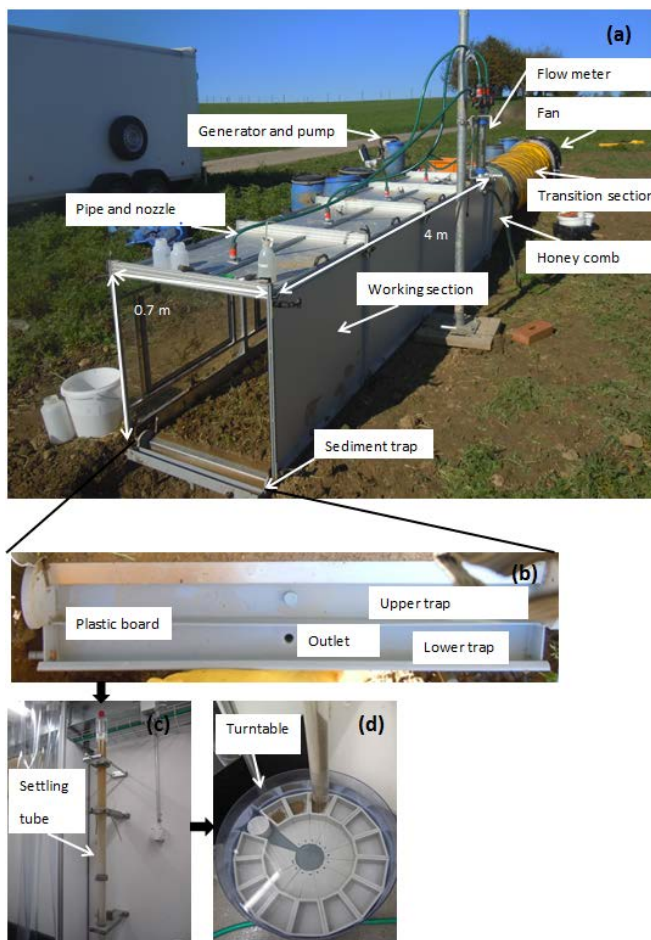 (a)
Flow meter
Fan
Generator and pump
Transition section
Pipe and nozzle
4 m
Honey comb
Working section
0.7 m
Sediment trap
(b)
Upper trap
Plastic board
Outlet
Lower trap
(c)
(d)
Turntable
Settling
tube